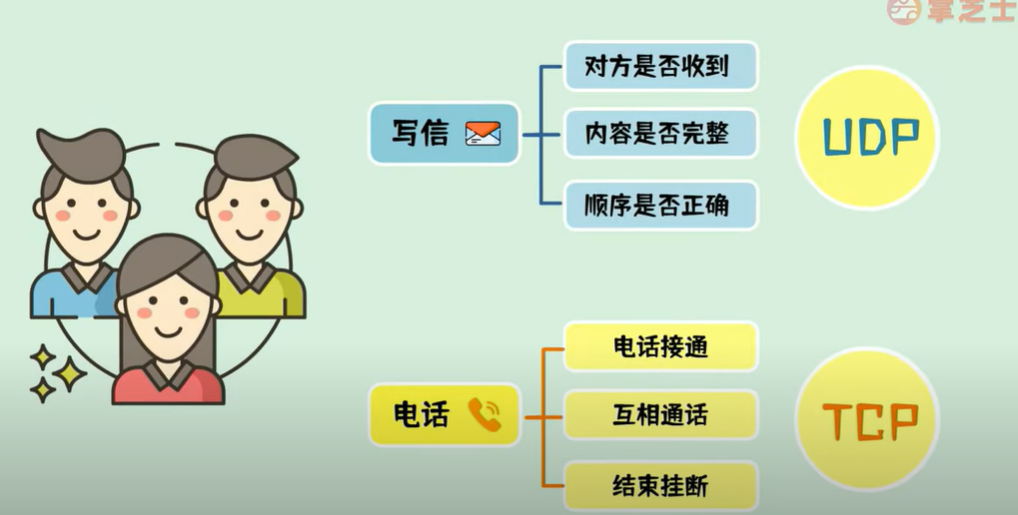 掌芝士
写信
对方是否收到
内容是否完整
顺序是否正确
UDP
电话
电话接通
互相通话
结束挂断
TCP